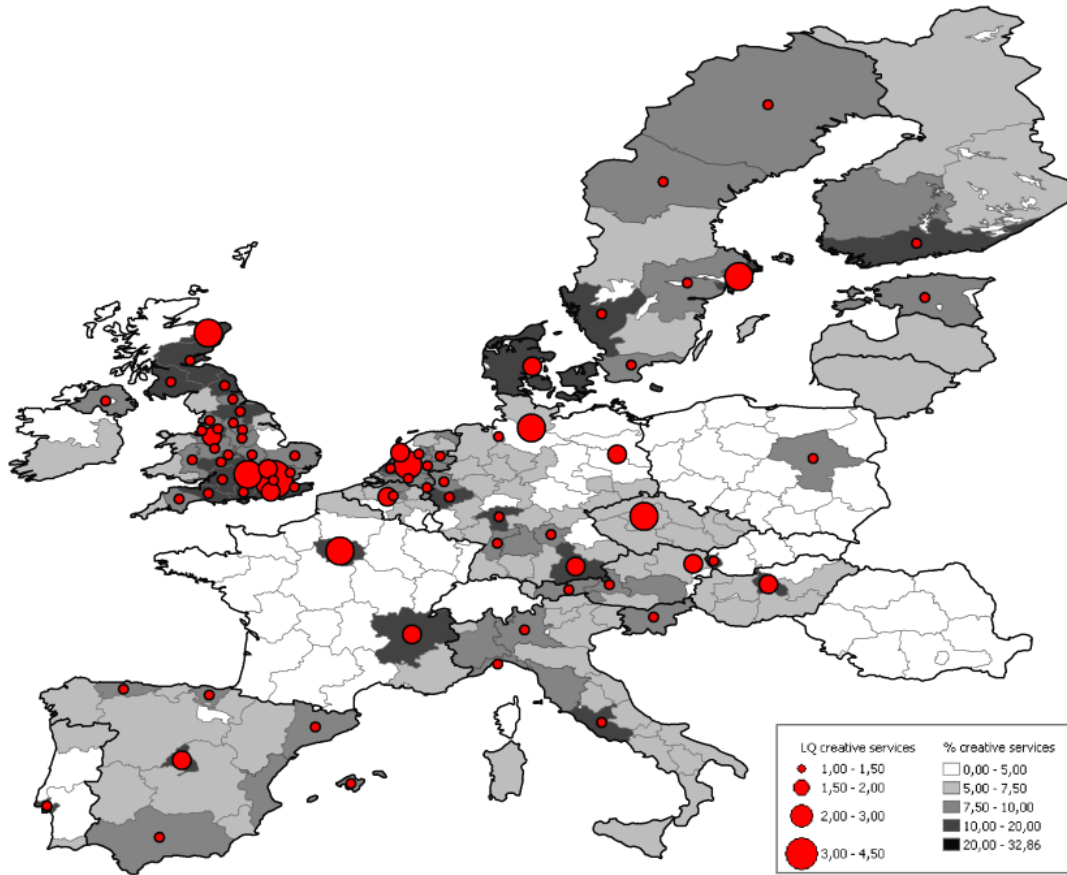 LQ creative services
1,00 - 1,50
1,50 - 2,00
2,00 - 3,00
3,00 - 4,50
% creative services
0,00 - 5,00
5,00 - 7,50
7,50 - 10,00
10,00 - 20,00
20,00 - 32,86